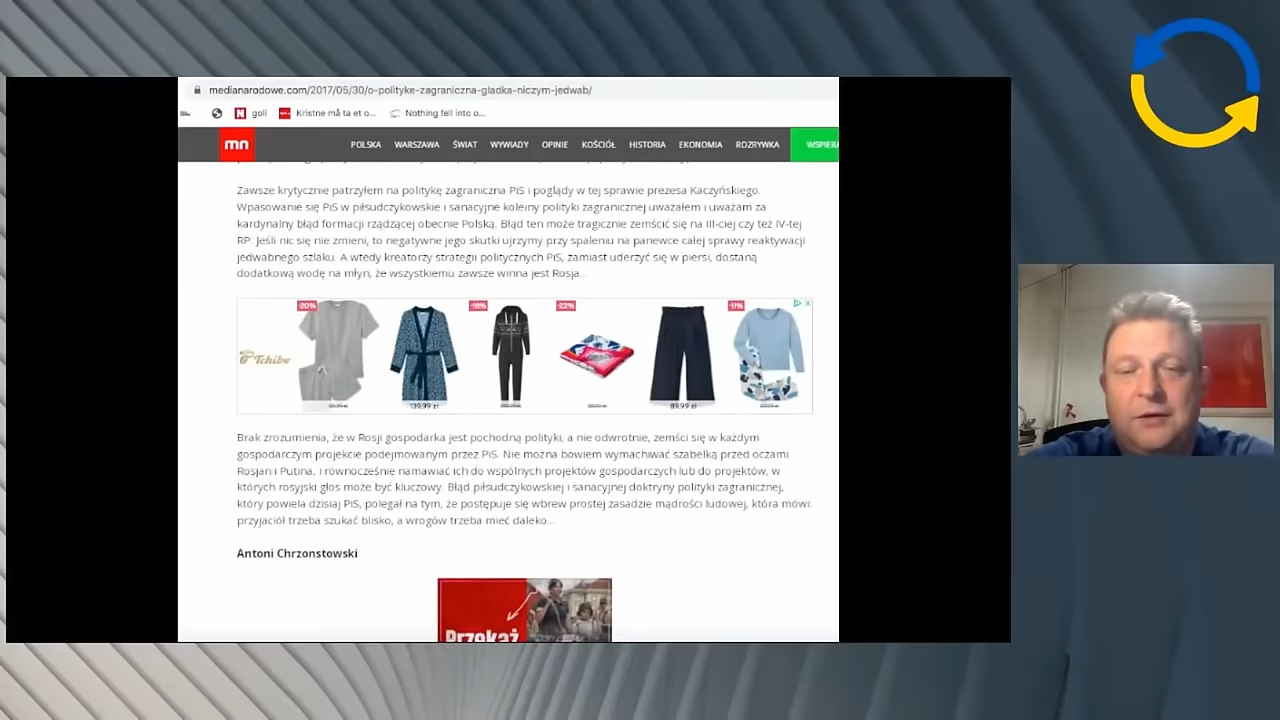 medianarodowe.com/2017/05/30/o-polityke-zagraniczna-gladka-niczym-jedwab/
goli
Kristne må ta et o...
Nothing fell into o...
mn
POLSKA WARSZAWA ŚWIAT WYWIADY OPINIE KOŚCIÓŁ HISTORIA EKONOMIA ROZRYWKA WSPIERA
Zawsze krytycznie patrzyłem na politykę zagraniczna PiS i poglądy w tej sprawie prezesa Kaczyńskiego.
Wpasowanie się PiS w piłsudczykowskie i sanacyjne koleiny polityki zagranicznej uważałem i uważam za
kardynalny błąd formacji rządzącej obecnie Polską. Błąd ten może tragicznie zemścić się na III-ciej czy też IV-tej
RP. Jeśli nic się nie zmieni, to negatywne jego skutki ujrzymy przy spaleniu na panewce całej sprawy reaktywacji
jedwabnego szlaku. A wtedy kreatorzy strategii politycznych PiS, zamiast uderzyć się w piersi, dostaną
dodatkową wodę na młyn, że wszystkiemu zawsze winna jest Rosja...
-20% -18% -22% -11%
Tchibo
139,99 zł 89,99 zł
Brak zrozumienia, że w Rosji gospodarka jest pochodną polityki, a nie odwrotnie, zemści się w każdym
gospodarczym projekcie podejmowanym przez PiS. Nie można bowiem wymachiwać szabelką przed oczami
Rosjan i Putina, i równocześnie namawiać ich do wspólnych projektów gospodarczych lub do projektów, w
których rosyjski głos może być kluczowy. Błąd piłsudczykowskiej i sanacyjnej doktryny polityki zagranicznej,
który powiela dzisiaj PiS, polegał na tym, że postępuje się wbrew prostej zasadzie mądrości ludowej, która mówi:
przyjaciół trzeba szukać blisko, a wrogów trzeba mieć daleko...
Antoni Chrzonstowski
Przekaż